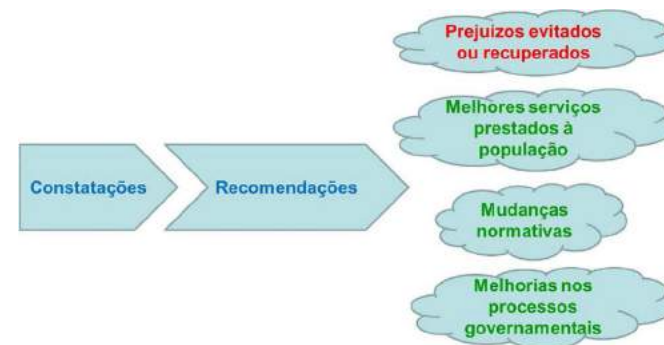 Prejuízos evitados
ou recuperados
Melhores serviços
prestados à
população
Constatações
Recomendações
Mudanças
normativas
Melhorias nos
processos
governamentais